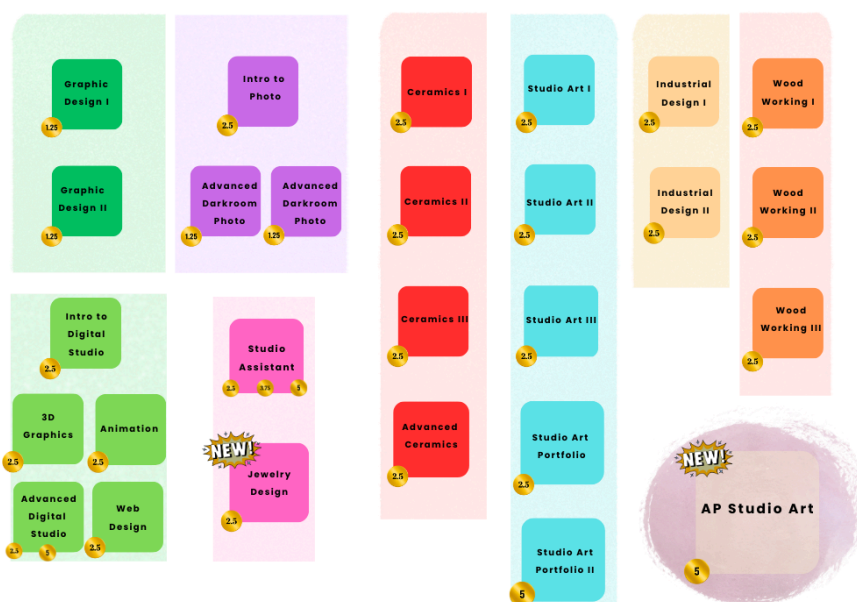 Graphic
Design I
1.25
Graphic
Design II
1.25
Intro to
Photo
2.5
Advanced
Darkroom
Photo
1.25
Advanced
Darkroom
Photo
1.25
Intro to
Digital
Studio
2.5
3D
Graphics
2.5
Animation
2.5
Advanced
Digital
Studio
2.5
5
Web
Design
2.5
Studio
Assistant
2.5
3.75
5
NEW!
Jewelry
Design
2.5
Ceramics I
2.5
Ceramics II
2.5
Ceramics III
2.5
Advanced
Ceramics
2.5
Studio Art I
2.5
Studio Art II
2.5
Studio Art III
2.5
Studio Art
Portfolio
2.5
Studio Art
Portfolio II
5
Industrial
Design I
2.5
Industrial
Design II
2.5
Wood
Working I
2.5
Wood
Working II
2.5
Wood
Working III
2.5
NEW!
AP Studio Art
5